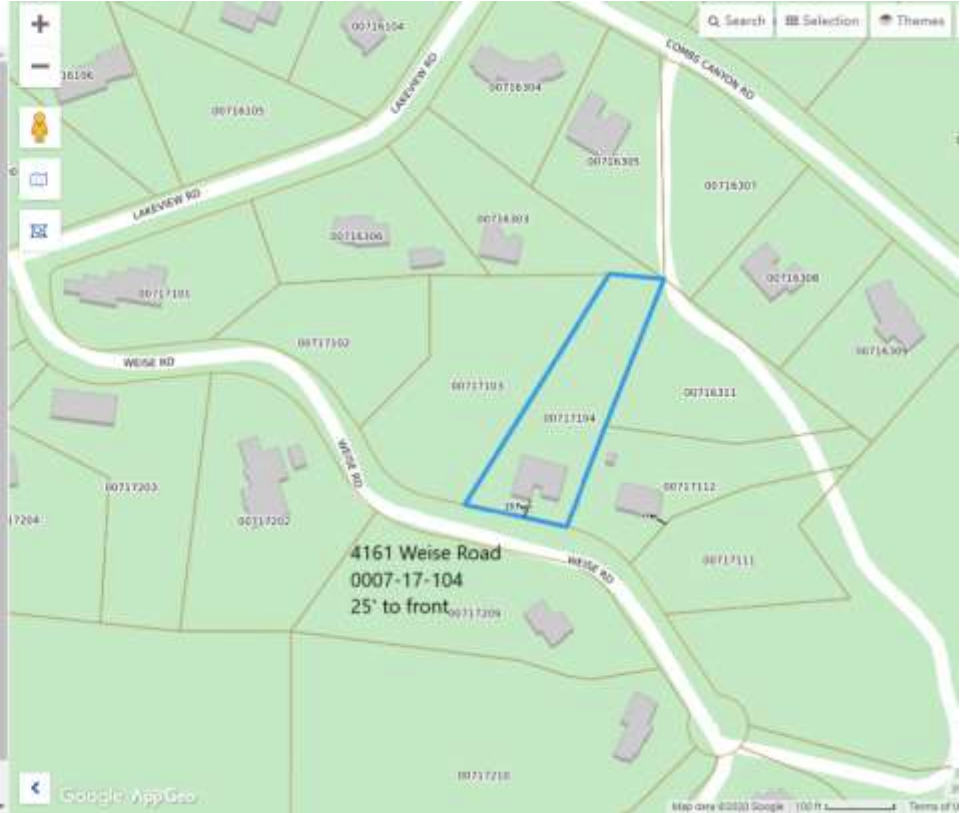 +
Search
Selection
Themes
−
00716104
COMBS CANYON RD
16106
LAKEVIEW RD
00716304
00716105
00716305
00716307
LAKEVIEW RD
00716303
00716306
00716308
00717101
00716309
00717102
WEISE RD
00717103
00716311
00717104
WEISE RD
00717203
00717112
17204
00717202
4161 Weise Road
0007-17-104
25' to front
WEISE RD
00717111
00717209
00717210
Google AppGeo
Map data ©2020 Google
100 ft
Terms of U